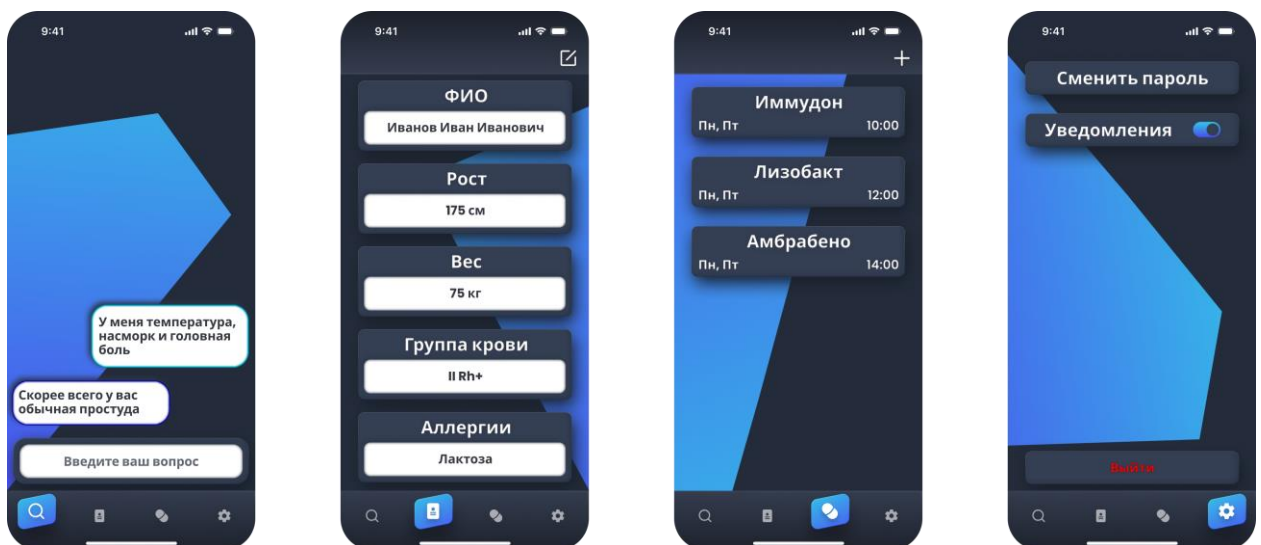 9:41
У меня температура,
насморк и головная
боль
Скорее всего у вас
обычная простуда
Введите ваш вопрос
9:41
ФИО
Иванов Иван Иванович
Рост
175 см
Вес
75 кг
Группа крови
II Rh+
Аллергии
Лактоза
9:41
Иммудон
Пн, Пт 10:00
Лизобакт
Пн, Пт 12:00
Амбрабено
Пн, Пт 14:00
9:41
Сменить пароль
Уведомления
Выйти